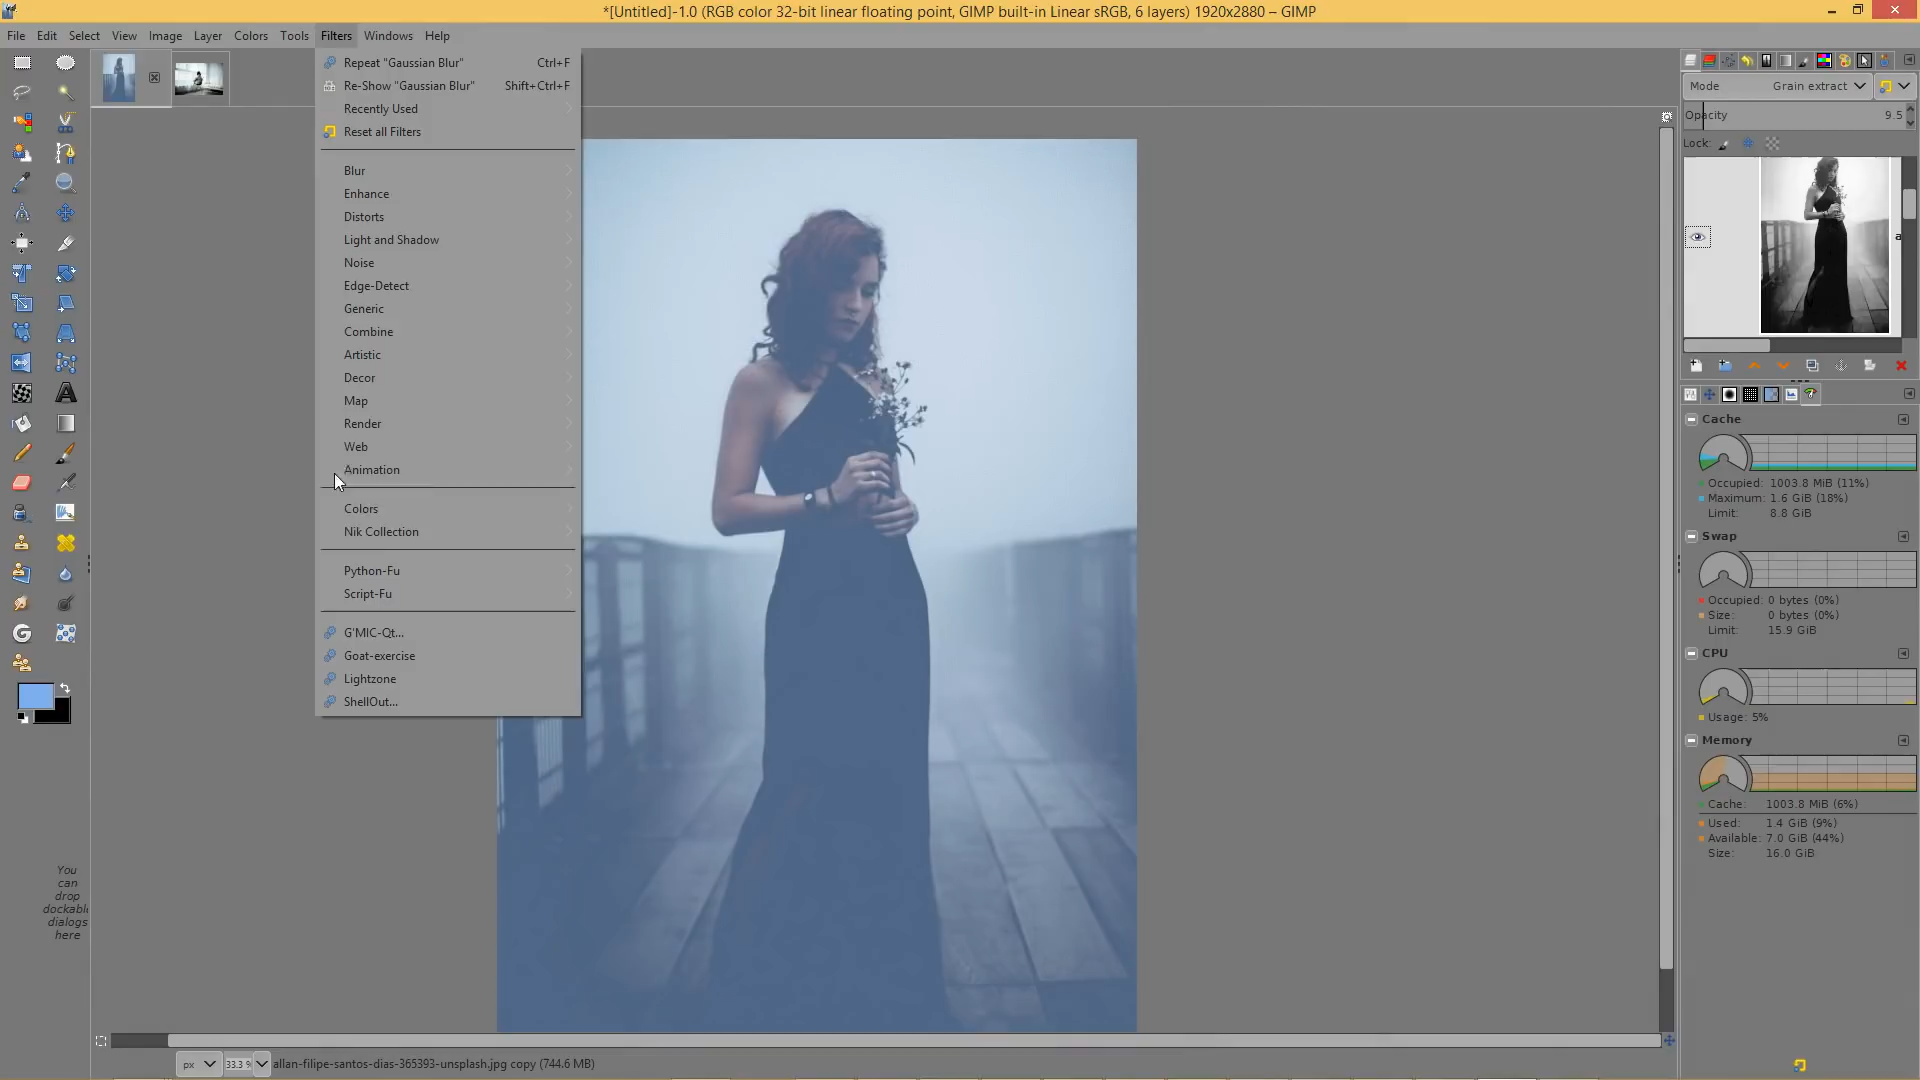 *[Untitled]-1.0 (RGB color 32-bit linear floating point, GIMP built-in Linear sRGB, 6 layers) 1920x2880 – GIMP
File Edit Select View Image Layer Colors Tools Filters Windows Help
Repeat "Gaussian Blur" Ctrl+F
Re-Show "Gaussian Blur" Shift+Ctrl+F
Recently Used
Reset all Filters
Blur
Enhance
Distorts
Light and Shadow
Noise
Edge-Detect
Generic
Combine
Artistic
Decor
Map
Render
Web
Animation
Colors
Nik Collection
Python-Fu
Script-Fu
G'MIC-Qt...
Goat-exercise
Lightzone
ShellOut...
Mode Grain extract
Opacity 9.5
Lock:
a
Cache
Occupied: 1003.8 MiB (11%)
Maximum: 1.6 GiB (18%)
Limit: 8.8 GiB
Swap
Occupied: 0 bytes (0%)
Size: 0 bytes (0%)
Limit: 15.9 GiB
CPU
Usage: 5%
Memory
Cache: 1003.8 MiB (6%)
Used: 1.4 GiB (9%)
Available: 7.0 GiB (44%)
Size: 16.0 GiB
You
can
drop
dockabl
dialogs
here
px 33.3 % allan-filipe-santos-dias-365393-unsplash.jpg copy (744.6 MB)